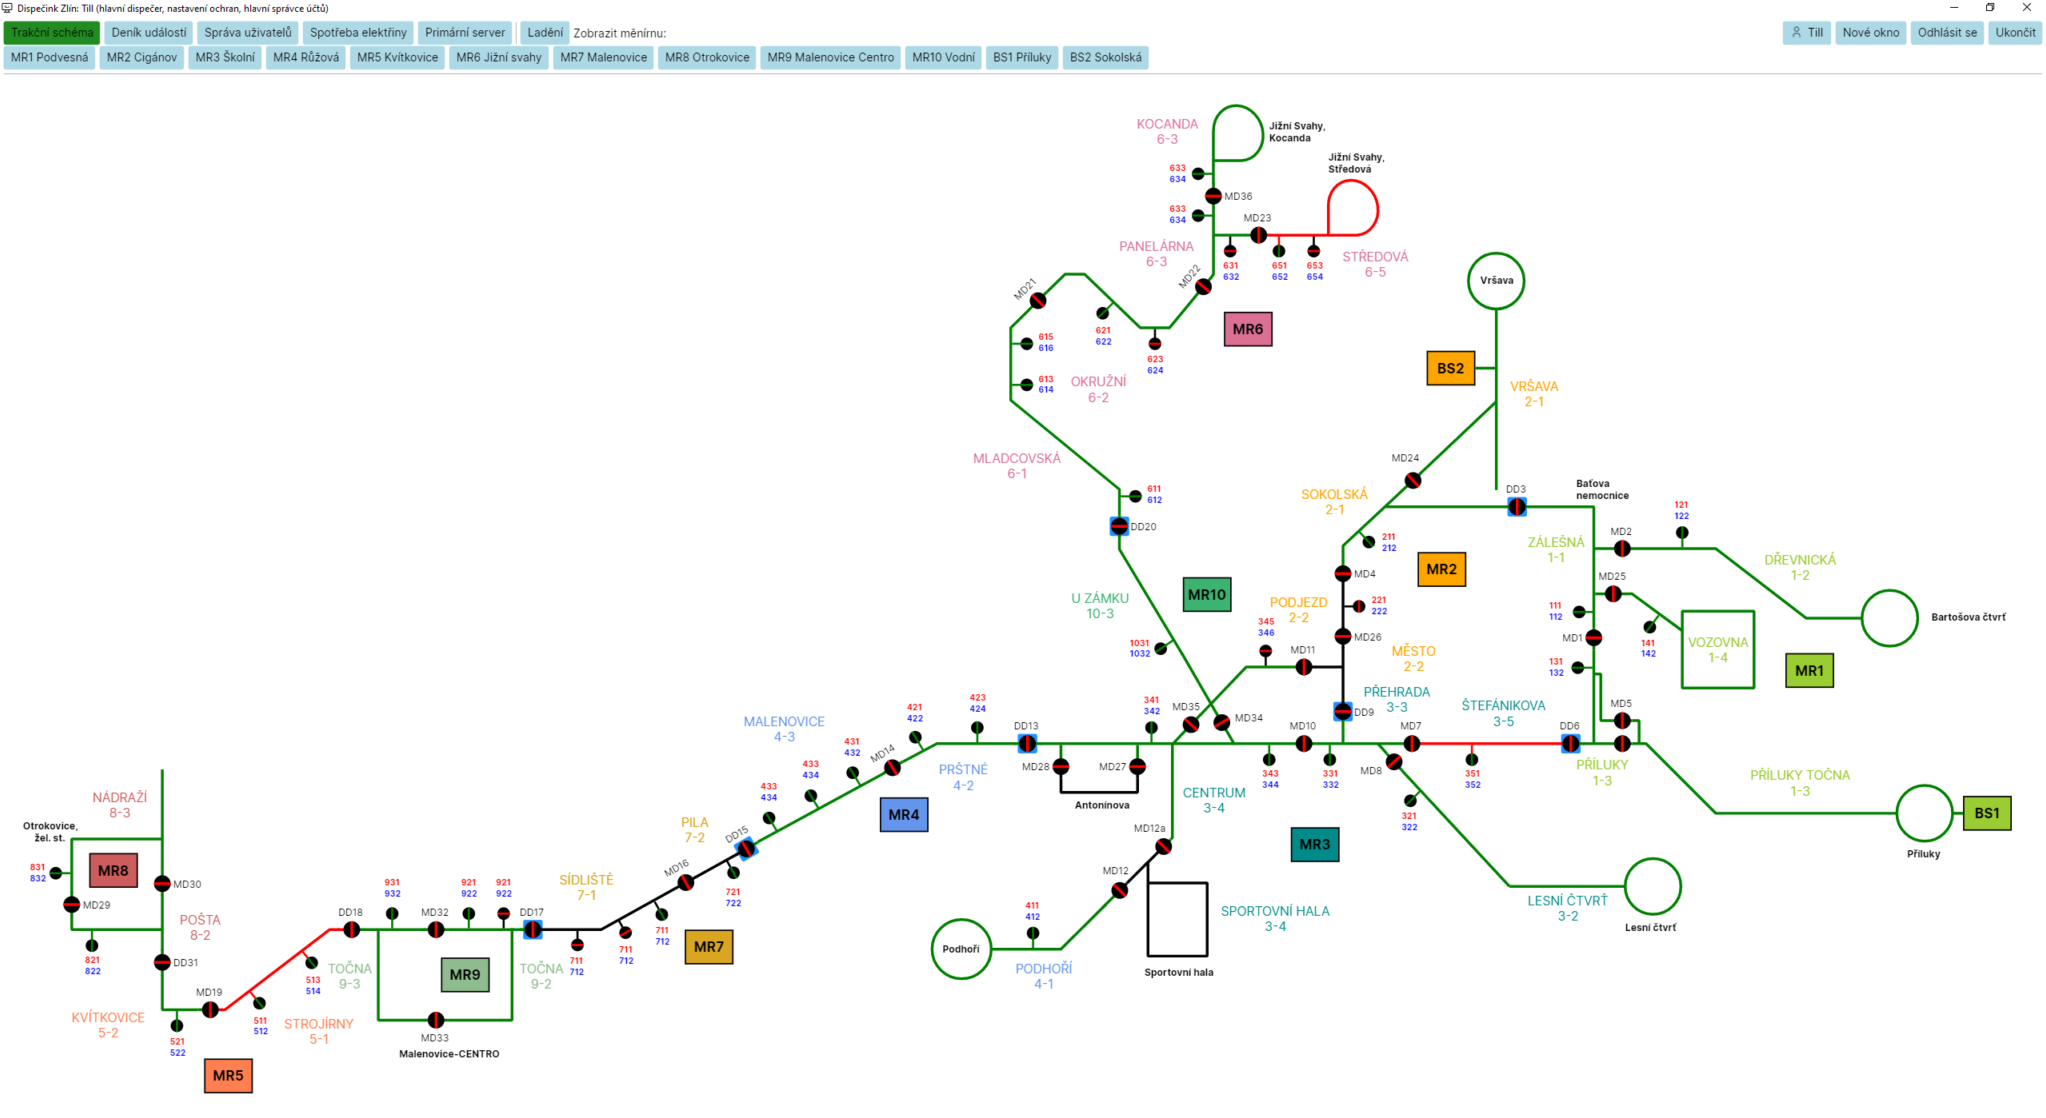 Dispečink Zlín: Till (hlavní dispečer, nastavení ochran, hlavní správce účtů)
Trakční schéma
Deník událostí
Správa uživatelů
Spotřeba elektřiny
Primární server
Ladění
Zobrazit měnírnu:
Till
Nové okno
Odhlásit se
Ukončit
MR1 Podvesná
MR2 Cigánov
MR3 Školní
MR4 Růžová
MR5 Kvítkovice
MR6 Jižní svahy
MR7 Malenovice
MR8 Otrokovice
MR9 Malenovice Centro
MR10 Vodní
BS1 Příluky
BS2 Sokolská
KOCANDA
6-3
Jižní Svahy,
Kocanda
Jižní Svahy,
Středová
633
634
MD36
633
634
MD23
PANELÁRNA
6-3
STŘEDOVÁ
6-5
631
632
651
652
653
654
MD22
MD21
Vršava
621
622
615
616
623
624
MR6
BS2
613
614
OKRUŽNÍ
6-2
VRŠAVA
2-1
MLADCOVSKÁ
6-1
MD24
611
612
SOKOLSKÁ
2-1
DD3
Baťova
nemocnice
121
122
DD20
211
212
ZÁLEŠNÁ
1-1
MD2
DŘEVNICKÁ
1-2
MR2
MD4
MD25
U ZÁMKU
10-3
MR10
PODJEZD
2-2
221
222
111
112
Bartošova čtvrť
345
346
MD26
MD1
141
142
VOZOVNA
1-4
1031
1032
MD11
MĚSTO
2-2
131
132
MR1
PŘEHRADA
3-3
423
424
341
342
MD35
MD34
DD9
ŠTEFÁNIKOVA
3-5
MD5
421
422
MALENOVICE
4-3
DD13
MD10
MD7
DD6
431
432
MD14
PRŠTNÉ
4-2
MD28
MD27
343
344
331
332
MD8
351
352
PŘÍLUKY
1-3
PŘÍLUKY TOČNA
1-3
433
434
433
434
Antonínova
CENTRUM
3-4
NÁDRAŽÍ
8-3
MR4
321
322
BS1
PILA
7-2
DD15
MD12a
MR3
Otrokovice,
žel. st.
Příluky
MR8
831
832
MD30
MD16
MD12
SÍDLIŠTĚ
7-1
721
722
MD29
931
932
921
922
921
922
411
412
SPORTOVNÍ HALA
3-4
LESNÍ ČTVRŤ
3-2
POŠTA
8-2
DD18
MD32
DD17
711
712
Lesní čtvrť
821
822
DD31
711
712
711
712
MR7
Podhoří
TOČNA
9-3
MR9
TOČNA
9-2
PODHOŘÍ
4-1
Sportovní hala
513
514
MD19
KVÍTKOVICE
5-2
511
512
STROJÍRNY
5-1
521
522
MD33
Malenovice-CENTRO
MR5